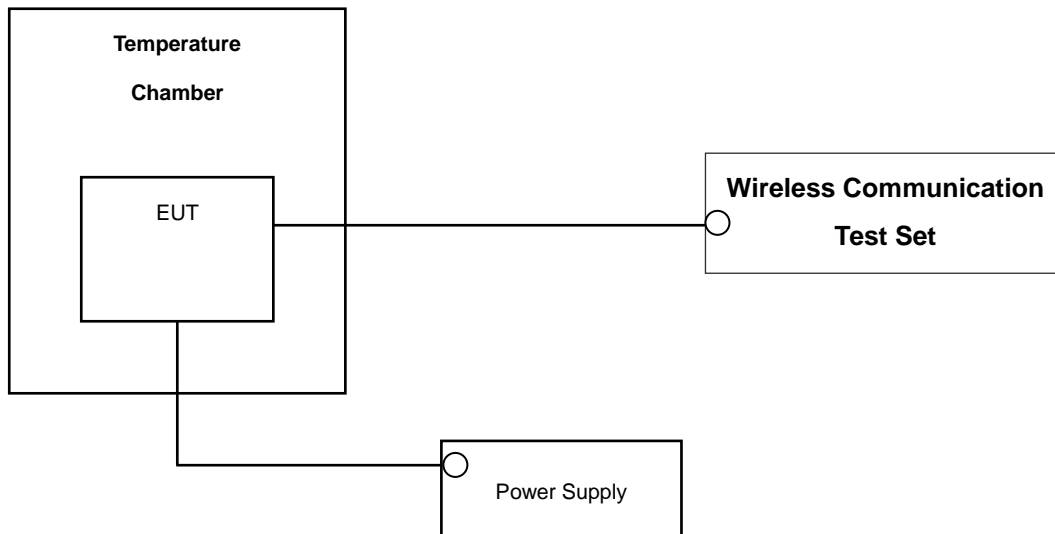 Temperature
Chamber
EUT
Wireless Communication
Test Set
Power Supply